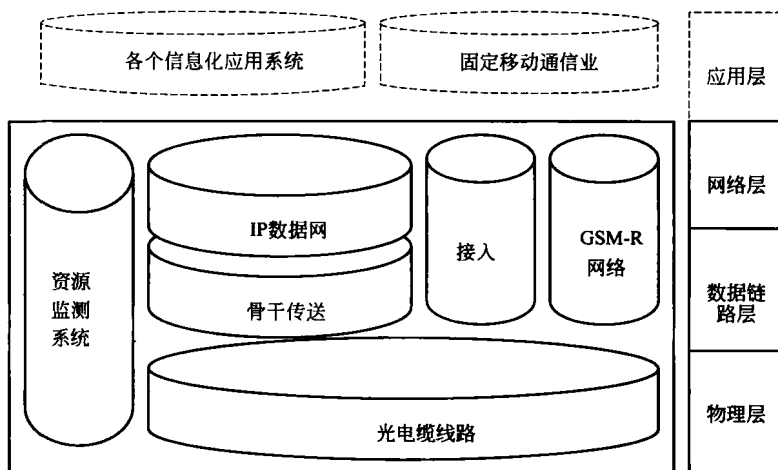 各个信息化应用系统
固定移动通信业
应用层
网络层
IP数据网
接入
GSM-R
网络
资源
监测
系统
骨干传送
数据链
路层
光电缆线路
物理层